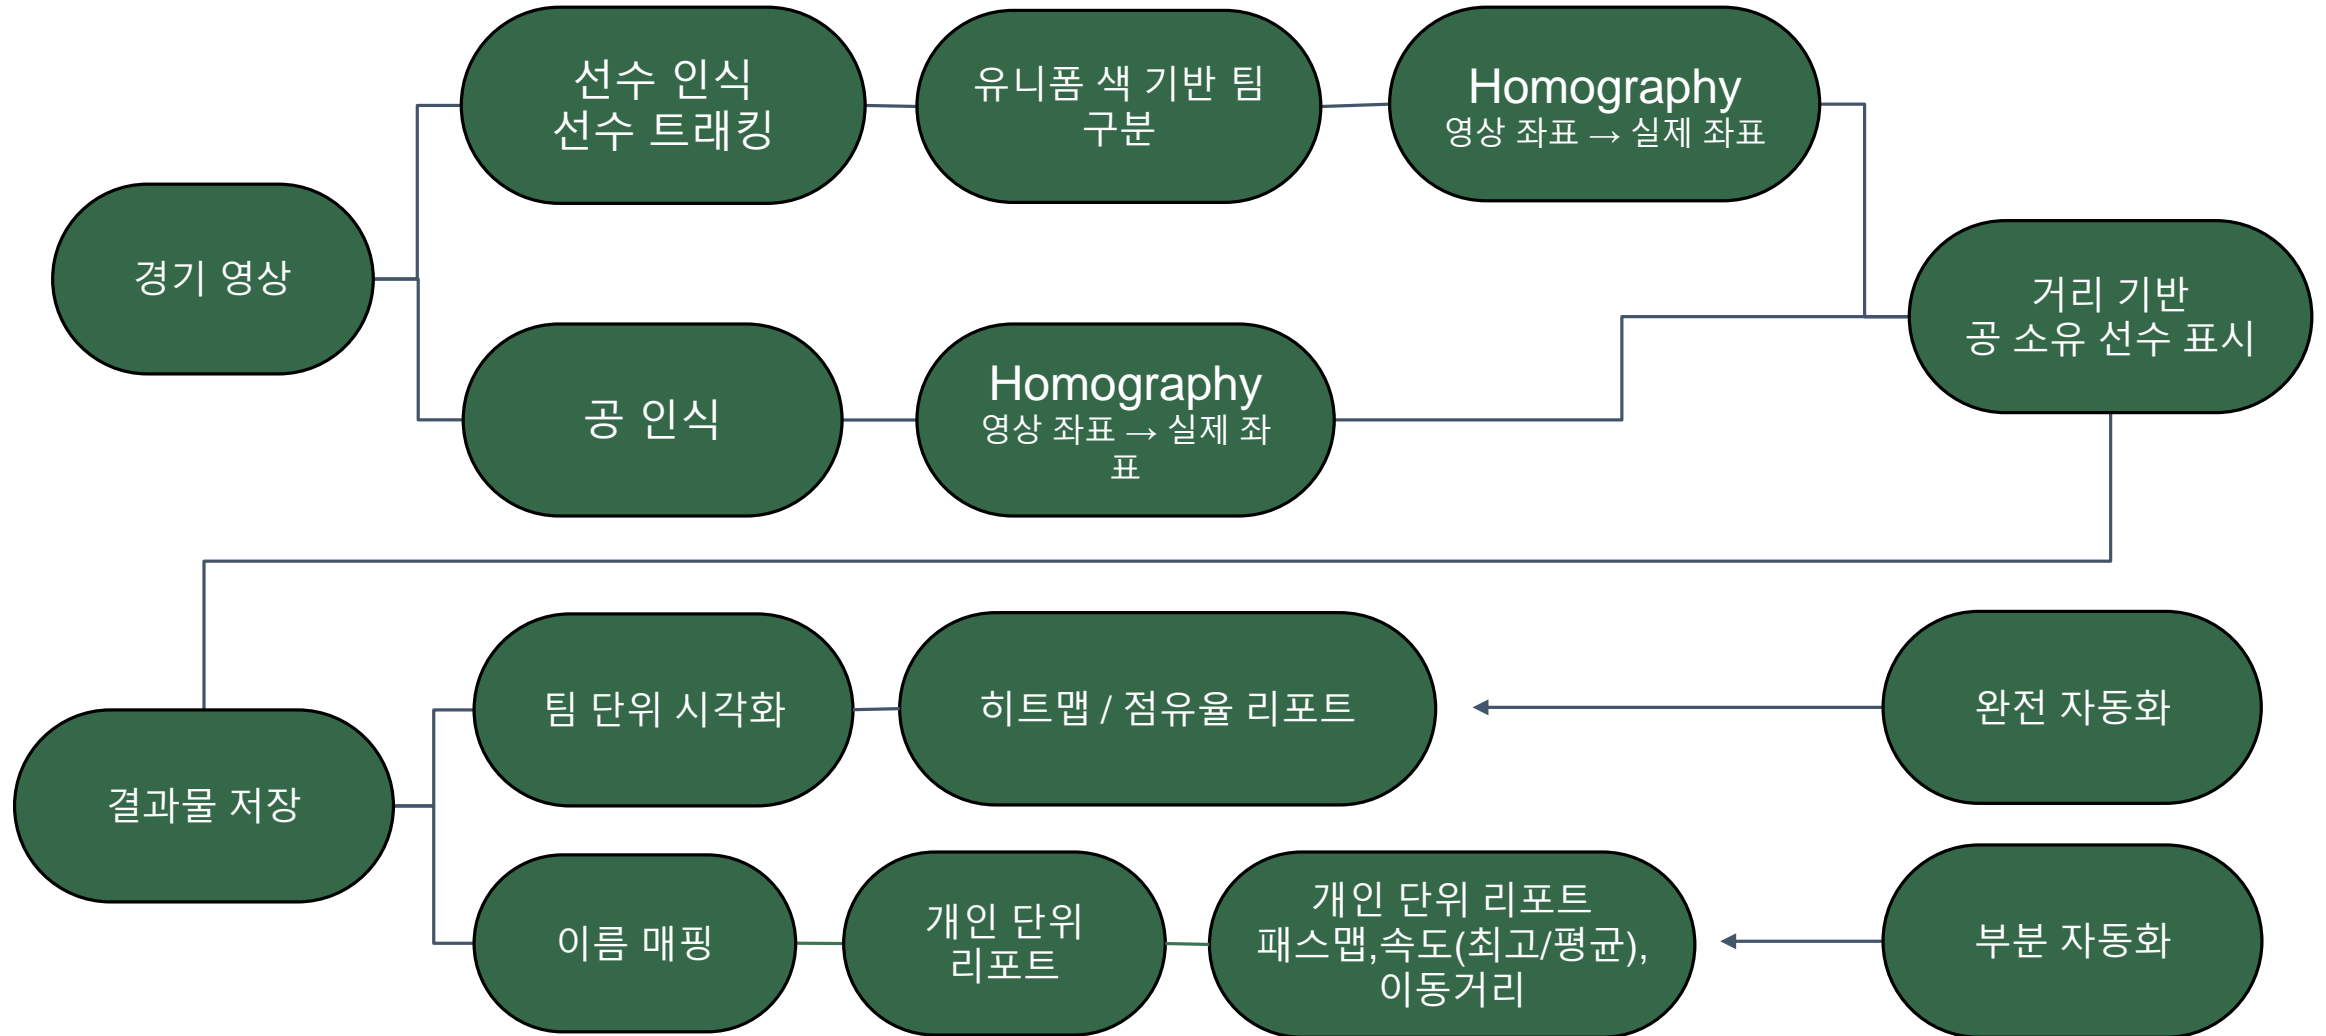 선수 인식
선수 트래킹
유니폼 색 기반 팀
구분
Homography
영상 좌표 → 실제 좌표
경기 영상
거리 기반
공 소유 선수 표시
공 인식
Homography
영상 좌표 → 실제 좌
표
팀 단위 시각화
히트맵 / 점유율 리포트
완전 자동화
결과물 저장
이름 매핑
개인 단위
리포트
개인 단위 리포트
패스맵,속도(최고/평균),
이동거리
부분 자동화